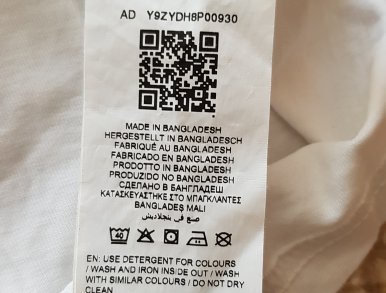 AD Y9ZYDH8P00930
MADE IN BANGLADESH
HERGESTELLT IN BANGLADESCH
FABRIQUÉ AU BANGLADESH
FABRICADO EN BANGLADESH
PRODOTTO IN BANGLADESH
PRODUZIDO NO BANGLADESH
СДЕЛАНО В БАНГЛАДЕШ
ΚΑΤΑΣΚΕΥΑΣΤΗΚΕ ΣΤΟ ΜΠΑΓΚΛΑΝΤΕΣ
BANGLADEŞ MALI
صنع في بنجلاديش
40
EN: USE DETERGENT FOR COLOURS
/ WASH AND IRON INSIDE OUT / WASH
WITH SIMILAR COLOURS / DO NOT DRY
CLEAN